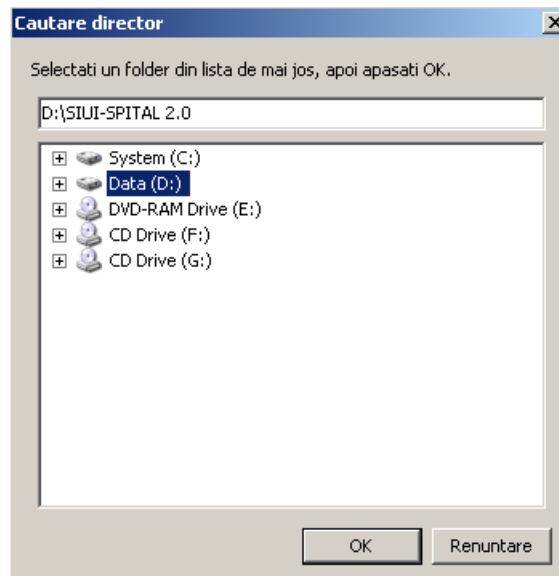 Cautare director
Selectati un folder din lista de mai jos, apoi apasati OK.
D:\SIUI-SPITAL 2.0
System (C:)
Data (D:)
DVD-RAM Drive (E:)
CD Drive (F:)
CD Drive (G:)
OK Renuntare